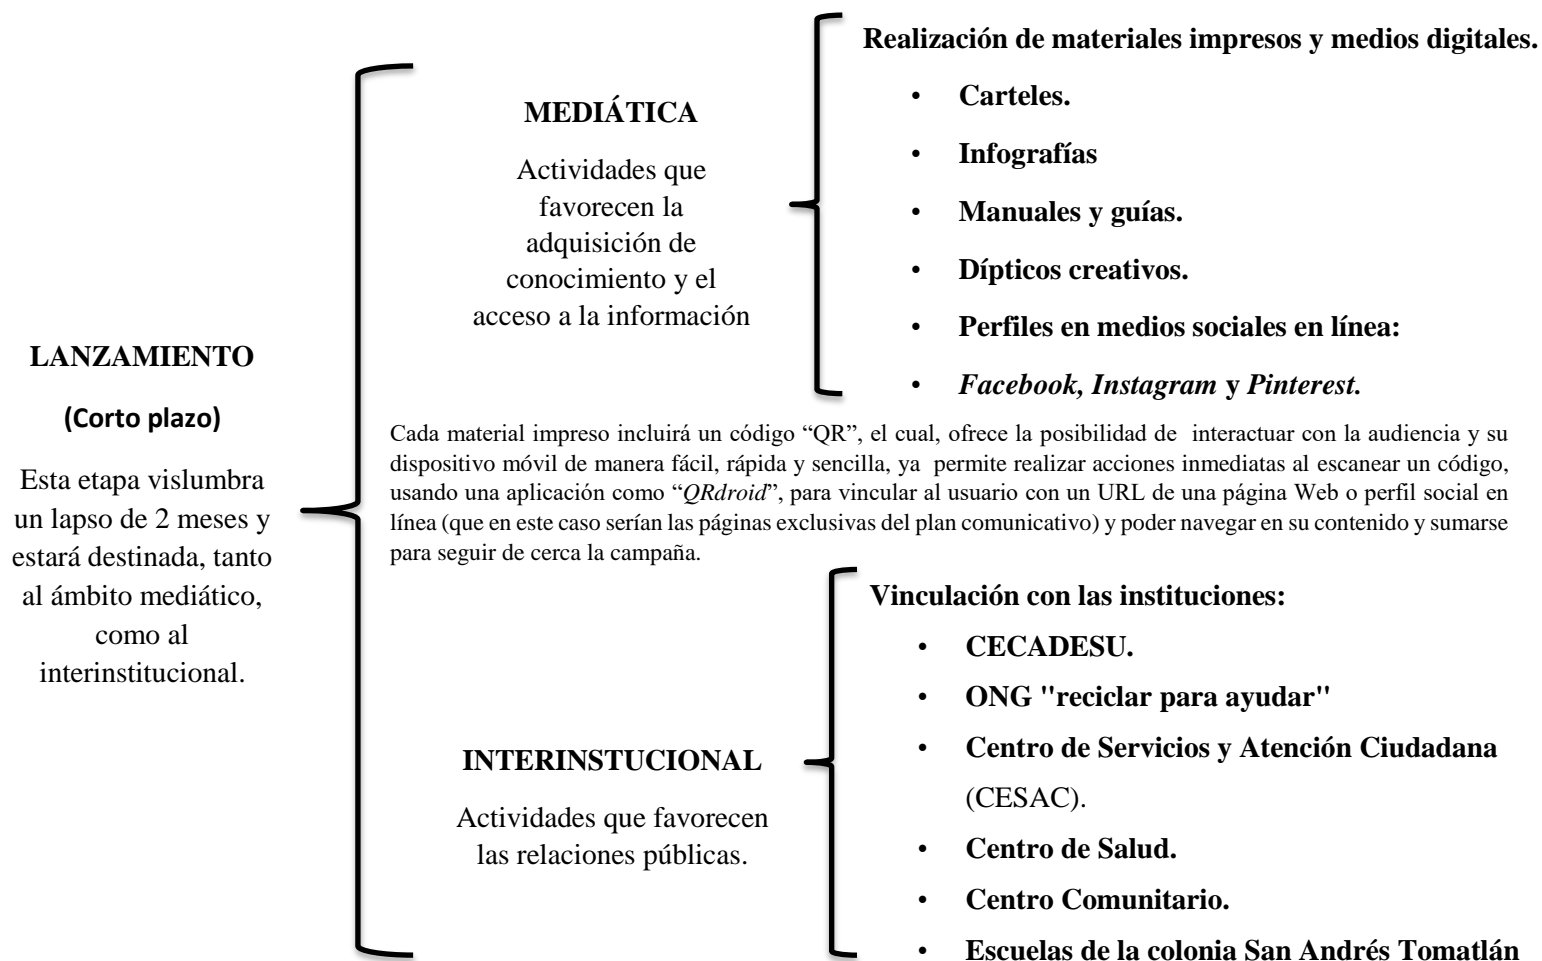 LANZAMIENTO
(Corto plazo)
Esta etapa vislumbra
un lapso de 2 meses y
estará destinada, tanto
al ámbito mediático,
como al
interinstitucional.
MEDIÁTICA
Actividades que
favorecen la
adquisición de
conocimiento y el
acceso a la información
Realización de materiales impresos y medios digitales.
• Carteles.
• Infografías
• Manuales y guías.
• Dípticos creativos.
• Perfiles en medios sociales en línea:
• Facebook, Instagram y Pinterest.
Cada material impreso incluirá un código “QR”, el cual, ofrece la posibilidad de interactuar con la audiencia y su
dispositivo móvil de manera fácil, rápida y sencilla, ya permite realizar acciones inmediatas al escanear un código,
usando una aplicación como “QRdroid”, para vincular al usuario con un URL de una página Web o perfil social en
línea (que en este caso serían las páginas exclusivas del plan comunicativo) y poder navegar en su contenido y sumarse
para seguir de cerca la campaña.
INTERINSTUCIONAL
Actividades que favorecen
las relaciones públicas.
Vinculación con las instituciones:
• CECADESU.
• ONG "reciclar para ayudar"
• Centro de Servicios y Atención Ciudadana
(CESAC).
• Centro de Salud.
• Centro Comunitario.
• Escuelas de la colonia San Andrés Tomatlán